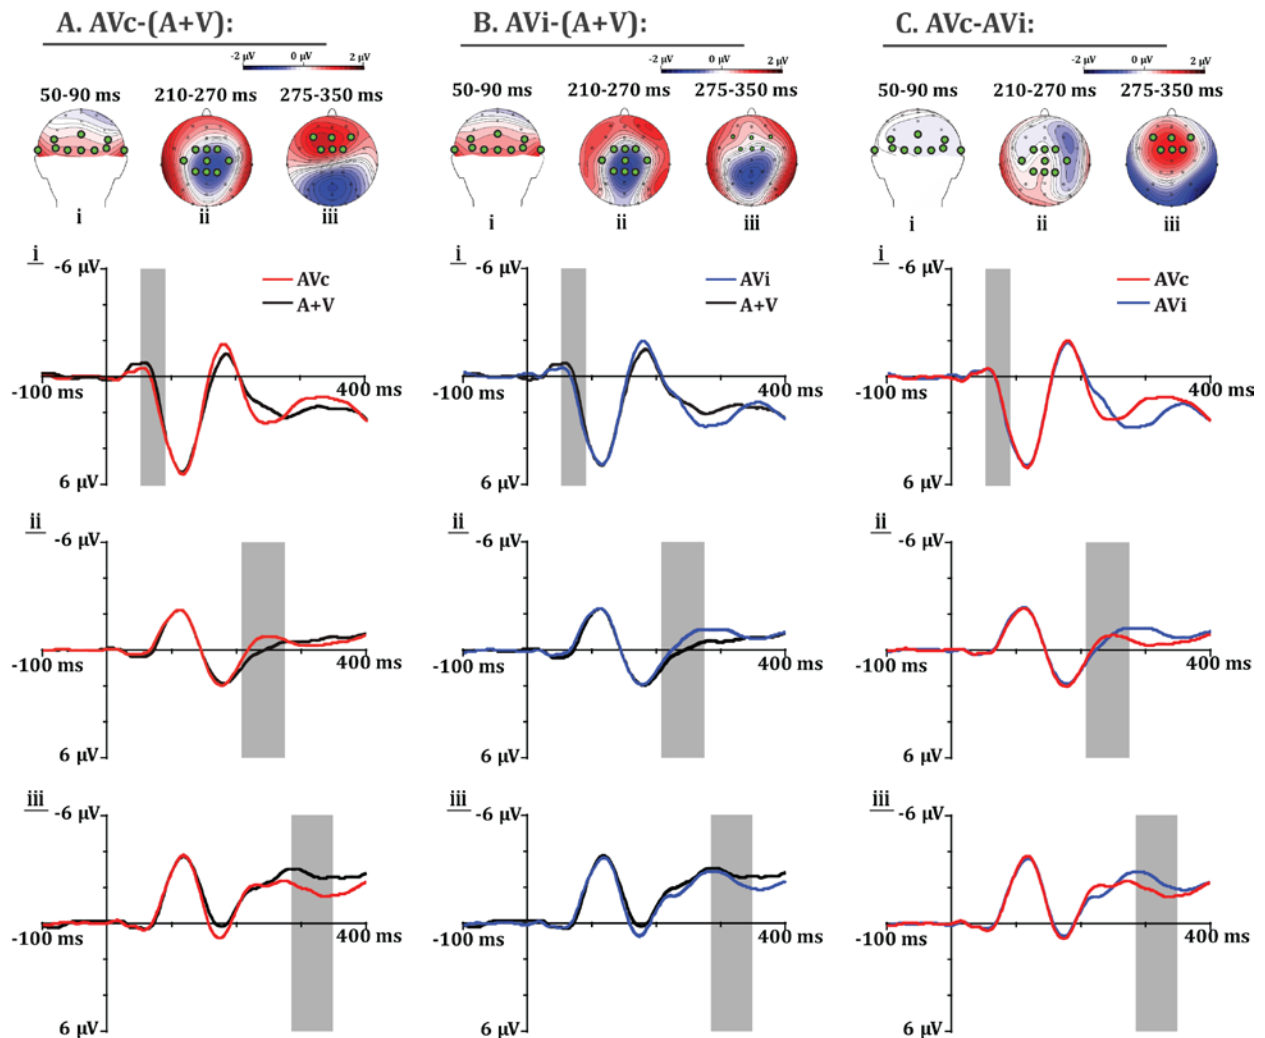 A. AVc-(A+V):
B. AVi-(A+V):
C. AVc-AVi:
-2 μV 0 μV 2 μV
-2 μV 0 μV 2 μV
-2 μV 0 μV 2 μV
50-90 ms 210-270 ms 275-350 ms
50-90 ms 210-270 ms 275-350 ms
50-90 ms 210-270 ms 275-350 ms
i ii iii
i ii iii
i ii iii
i
-6 μV
AVc
A+V
-100 ms
400 ms
6 μV
i
-6 μV
AVi
A+V
-100 ms
400 ms
6 μV
i
-6 μV
AVc
AVi
-100 ms
400 ms
6 μV
ii
-6 μV
-100 ms
400 ms
6 μV
ii
-6 μV
-100 ms
400 ms
6 μV
ii
-6 μV
-100 ms
400 ms
6 μV
iii
-6 μV
-100 ms
400 ms
6 μV
iii
-6 μV
-100 ms
400 ms
6 μV
iii
-6 μV
-100 ms
400 ms
6 μV